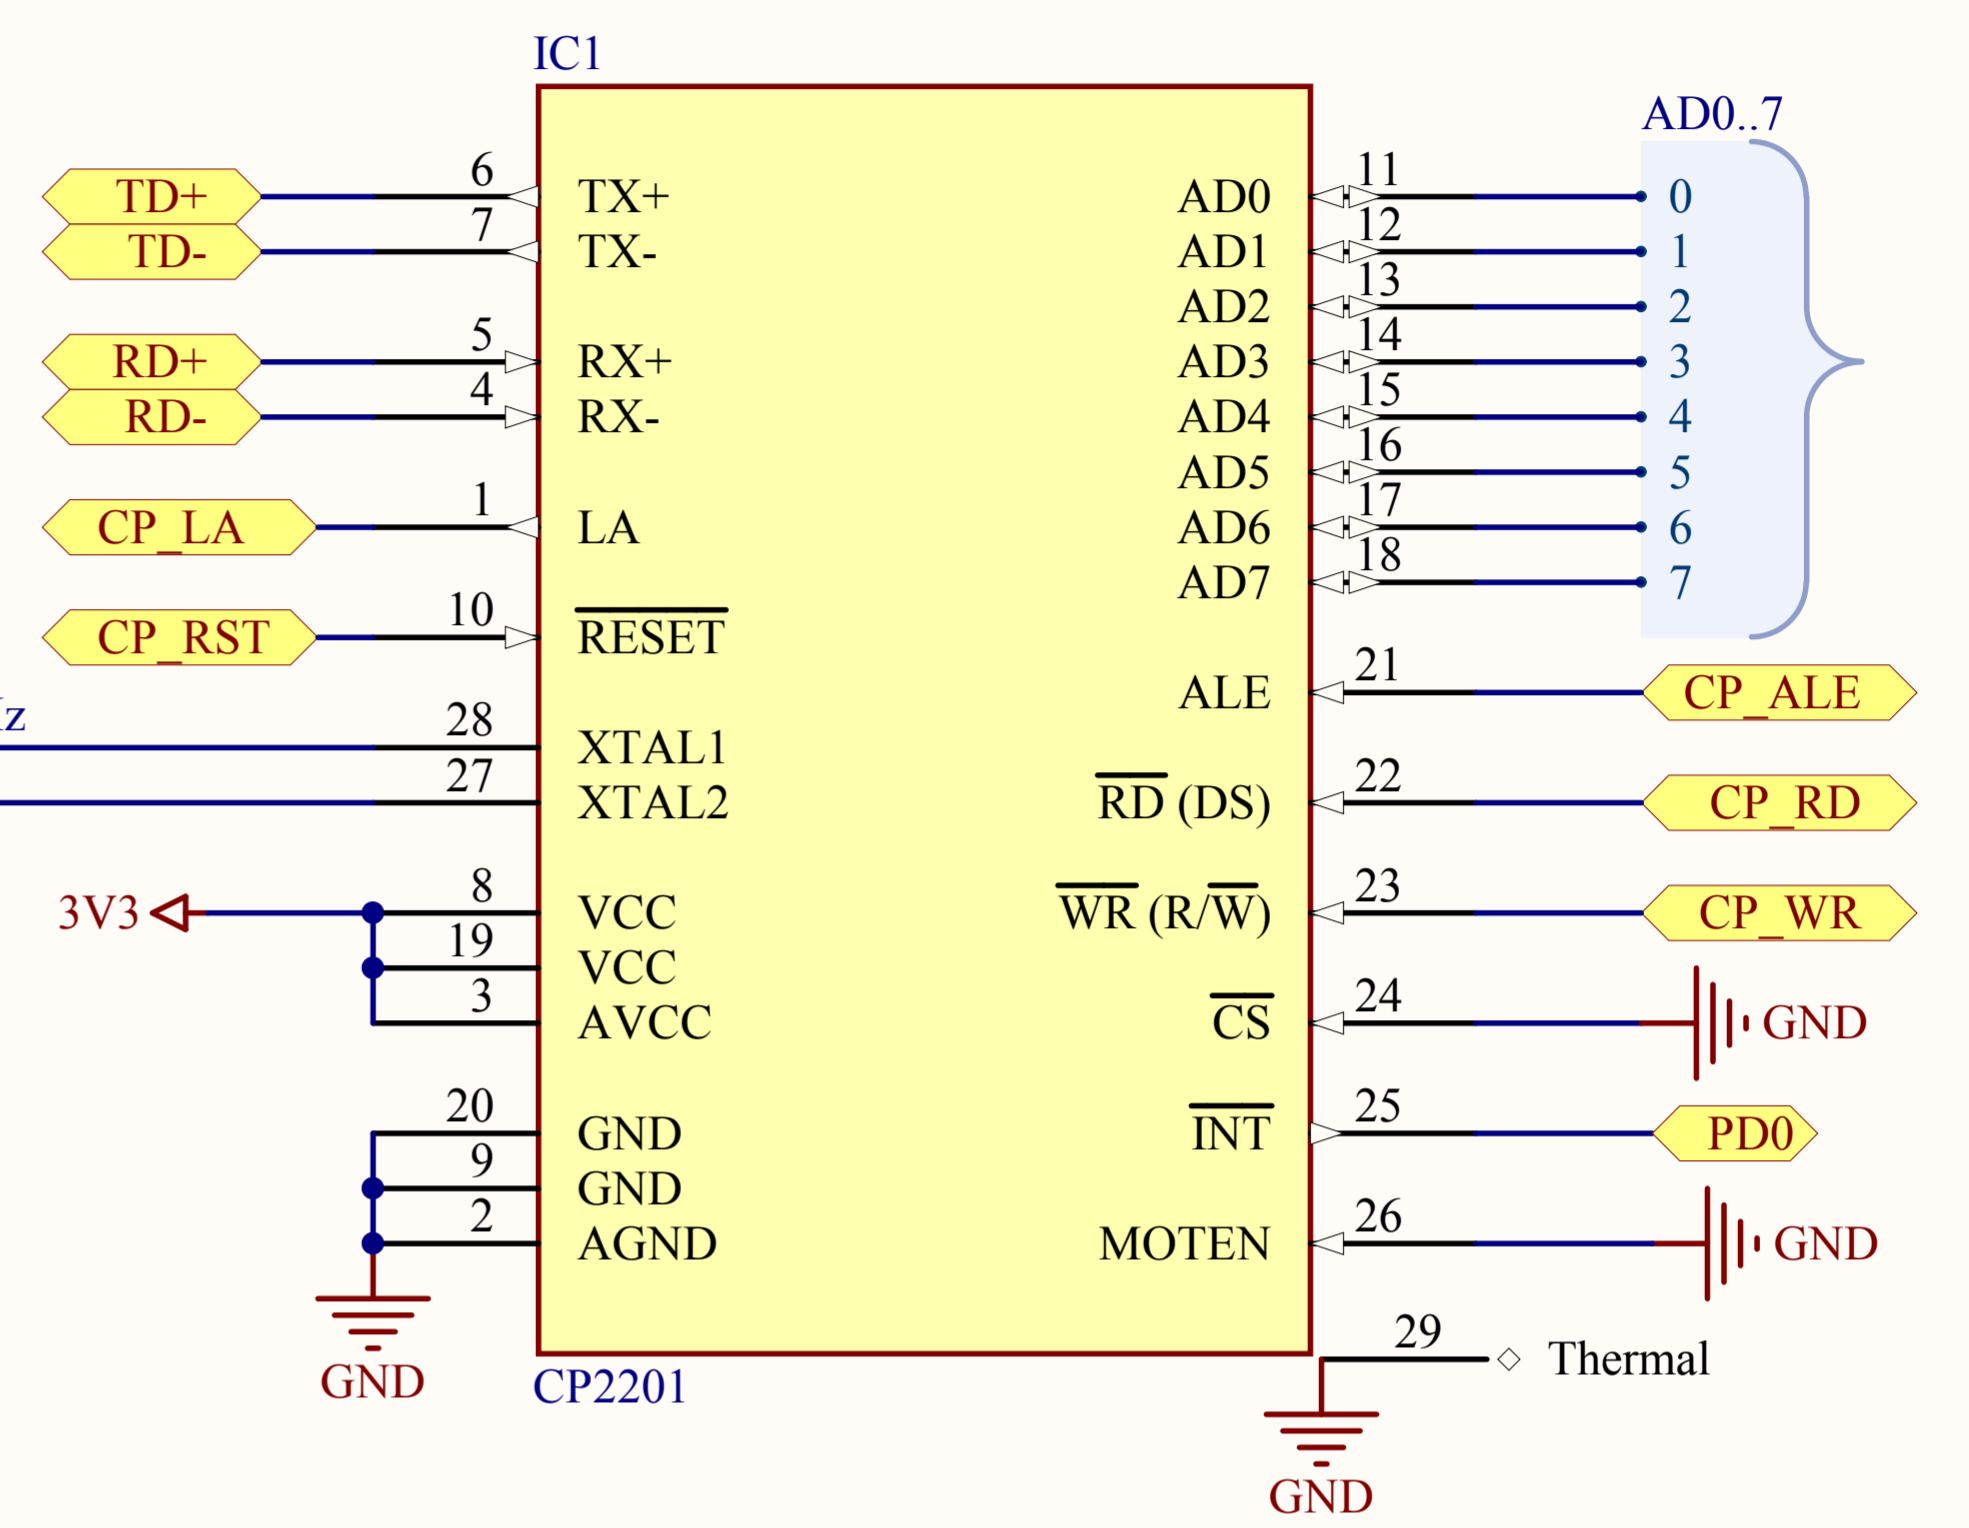 IC1
AD0..7
TD+ 6 TX+ AD0 11 0
TD- 7 TX- AD1 12 1
AD2 13 2
RD+ 5 RX+ AD3 14 3
RD- 4 RX- AD4 15 4
AD5 16 5
CP_LA 1 LA AD6 17 6
AD7 18 7
CP_RST 10 RESET
ALE 21 CP_ALE
z
28 XTAL1
27 XTAL2 RD (DS) 22 CP_RD
3V3 8 VCC WR (R/W) 23 CP_WR
19 VCC
3 AVCC CS 24 GND
20 GND INT 25 PD0
9 GND
2 AGND MOTEN 26 GND
29 Thermal
GND
CP2201
GND